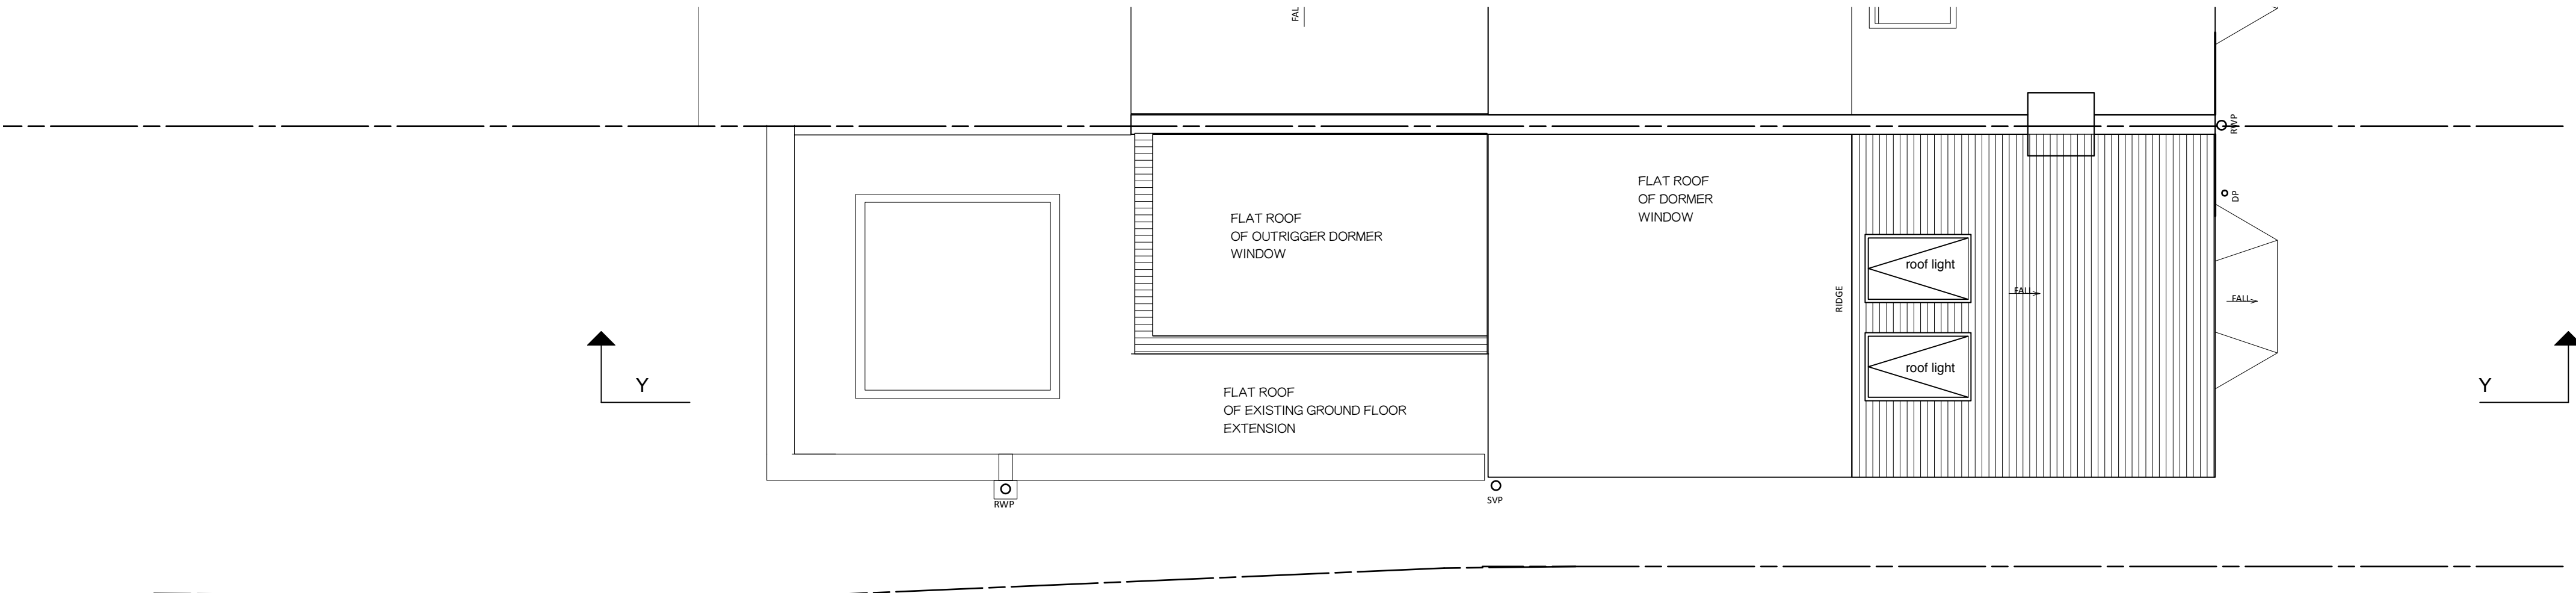 FAL
RWP
DP
FLAT ROOF
OF DORMER
WINDOW
FLAT ROOF
OF OUTRIGGER DORMER
WINDOW
roof light
RIDGE
FALL
FALL
roof light
Y
Y
FLAT ROOF
OF EXISTING GROUND FLOOR
EXTENSION
RWP
SVP